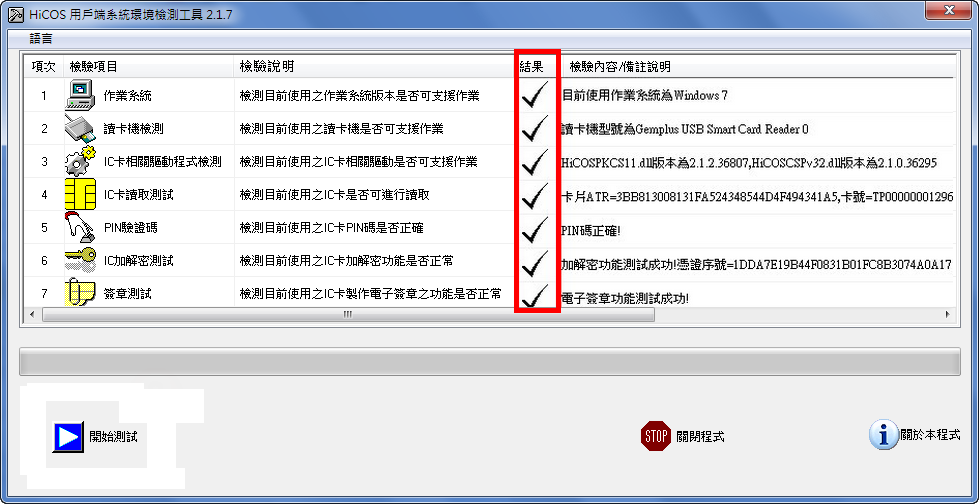 HiCOS 用戶端系統環境檢測工具 2.1.7
語言
項次 檢驗項目 檢驗說明 結果 檢驗內容/備註說明
1 作業系統 檢測目前使用之作業系統版本是否可支援作業 目前使用作業系統為Windows 7
2 讀卡機檢測 檢測目前使用之讀卡機是否可支援作業 讀卡機型號為Gemplus USB Smart Card Reader 0
3 IC卡相關驅動程式檢測 檢測目前使用之IC卡相關驅動是否可支援作業 HiCOSPKCS11.dll版本為2.1.2.36807,HiCOSCSPv32.dll版本為2.1.0.36295
4 IC卡讀取測試 檢測目前使用之IC卡是否可進行讀取 卡片ATR=3BB813008131FA524348544D4F494341A5,卡號=TP00000001296
5 PIN驗證碼 檢測目前使用之IC卡PIN碼是否正確 PIN碼正確!
6 IC加解密測試 檢測目前使用之IC卡加解密功能是否正常 加解密功能測試成功!憑證序號=1DDA7E19B44F0831B01FC8B3074A0A17
7 簽章測試 檢測目前使用之IC卡製作電子簽章之功能是否正常 電子簽章功能測試成功!
開始測試 STOP 關閉程式 關於本程式